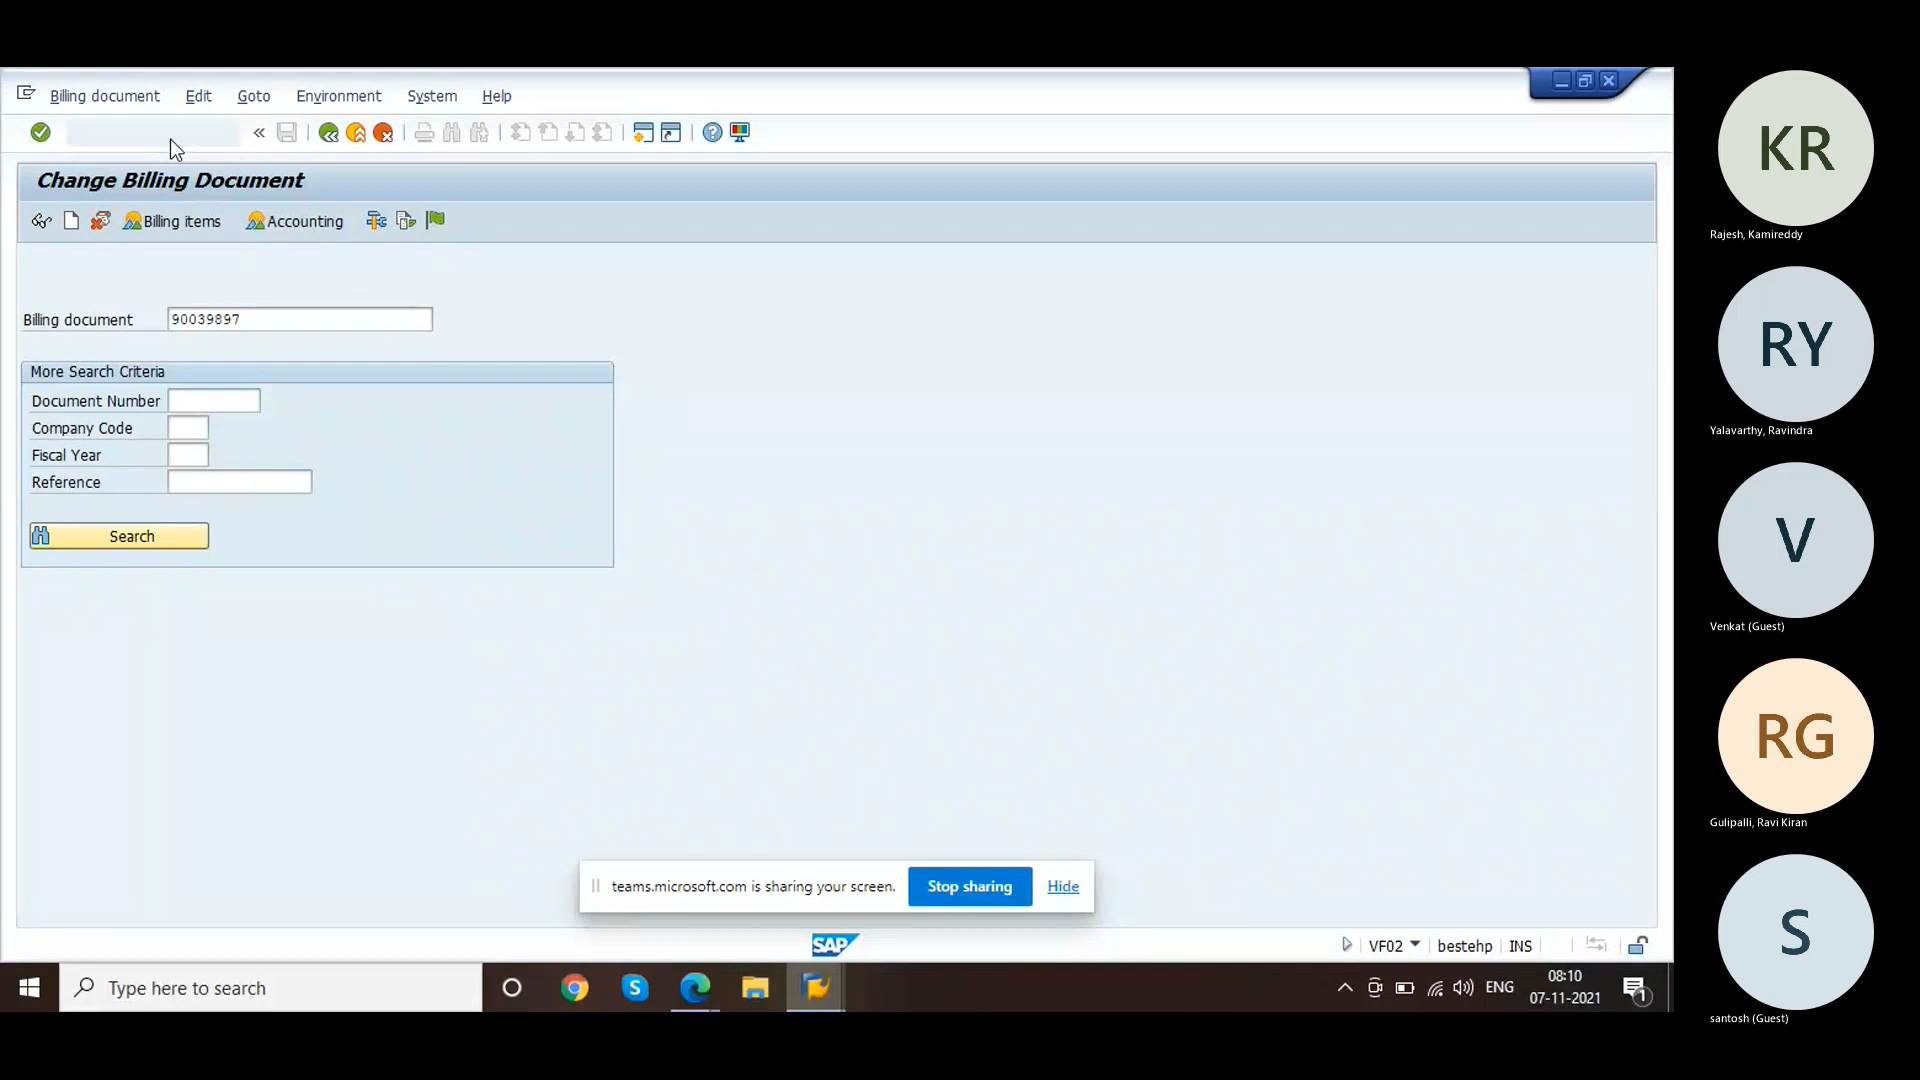 Billing document Edit Goto Environment System Help
Change Billing Document
Billing items Accounting
Billing document 90039897
More Search Criteria
Document Number
Company Code
Fiscal Year
Reference
Search
teams.microsoft.com is sharing your screen. Stop sharing Hide
SAP
VF02 bestehp INS
Type here to search
S
ENG
08:10
07-11-2021
1
KR
Rajesh, Kamireddy
RY
Yalavarthy, Ravindra
V
Venkat (Guest)
RG
Gulipalli, Ravi Kiran
S
santosh (Guest)